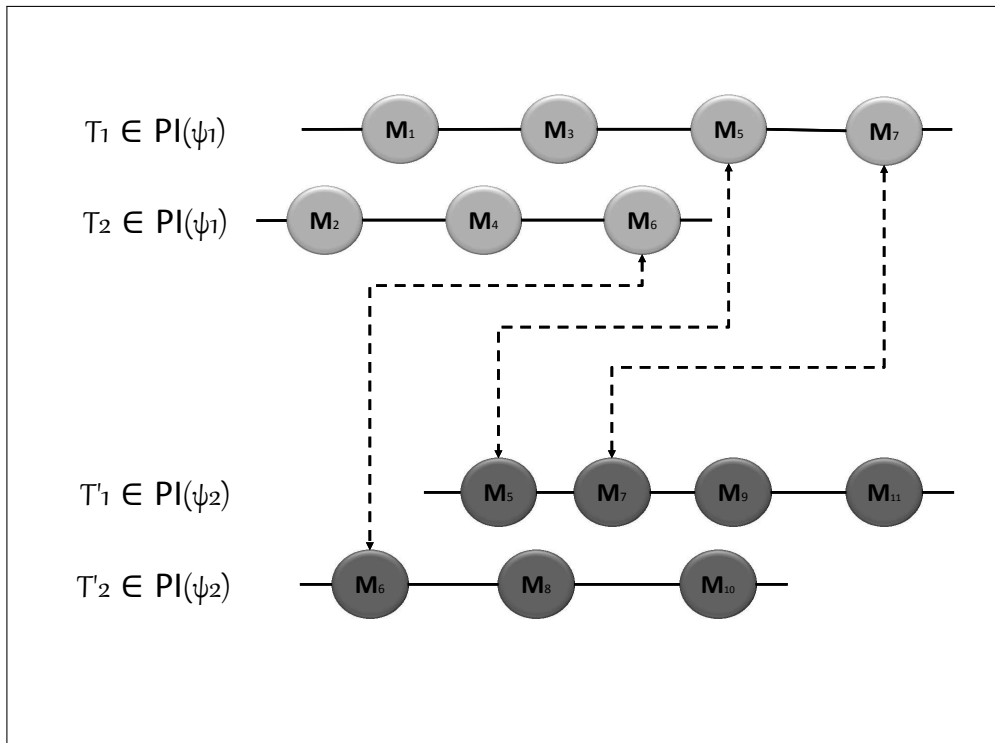 T1 ∈ PI(ψ1) M1 M3 M5 M7
T2 ∈ PI(ψ1) M2 M4 M6
T'1 ∈ PI(ψ2) M5 M7 M9 M11
T'2 ∈ PI(ψ2) M6 M8 M10